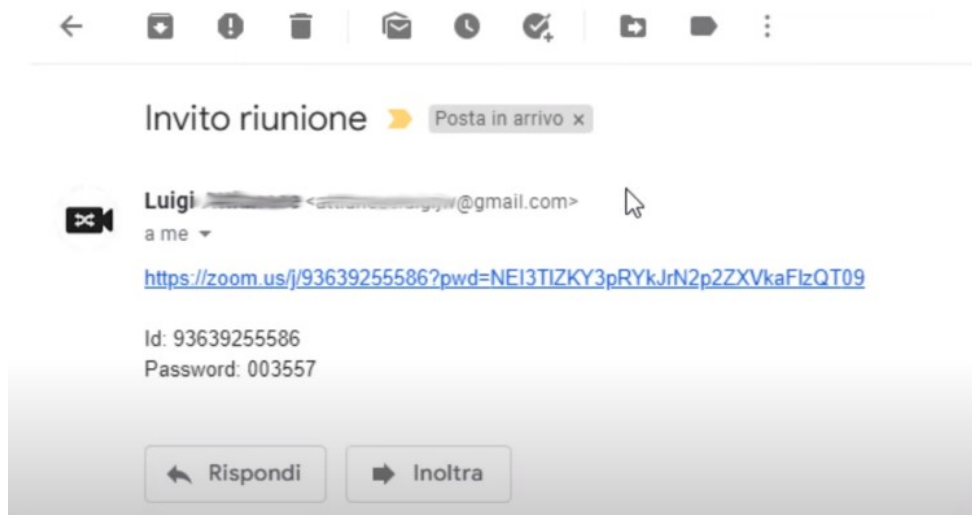 Invito riunione Posta in arrivo x
Luigi @gmail.com>
a me
https://zoom.us/j/93639255586?pwd=NEI3TlZKY3pRYkJrN2p2ZXVkaFlzQT09
Id: 93639255586
Password: 003557
Rispondi Inoltra